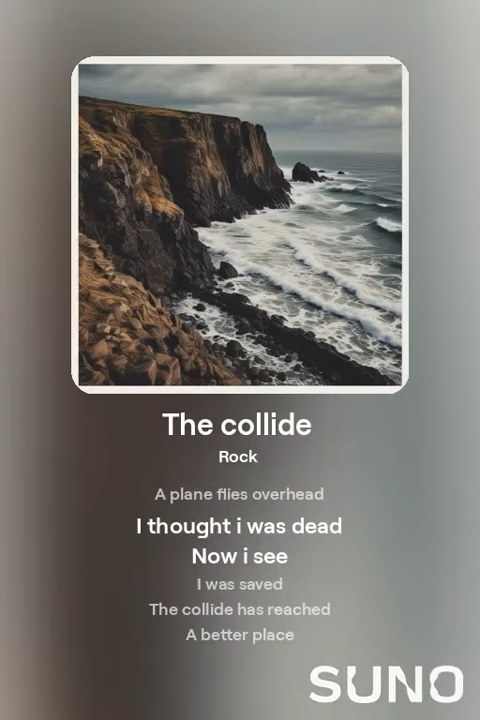 The collide
Rock
A plane flies overhead
I thought i was dead
Now i see
I was saved
The collide has reached
A better place
SUNO